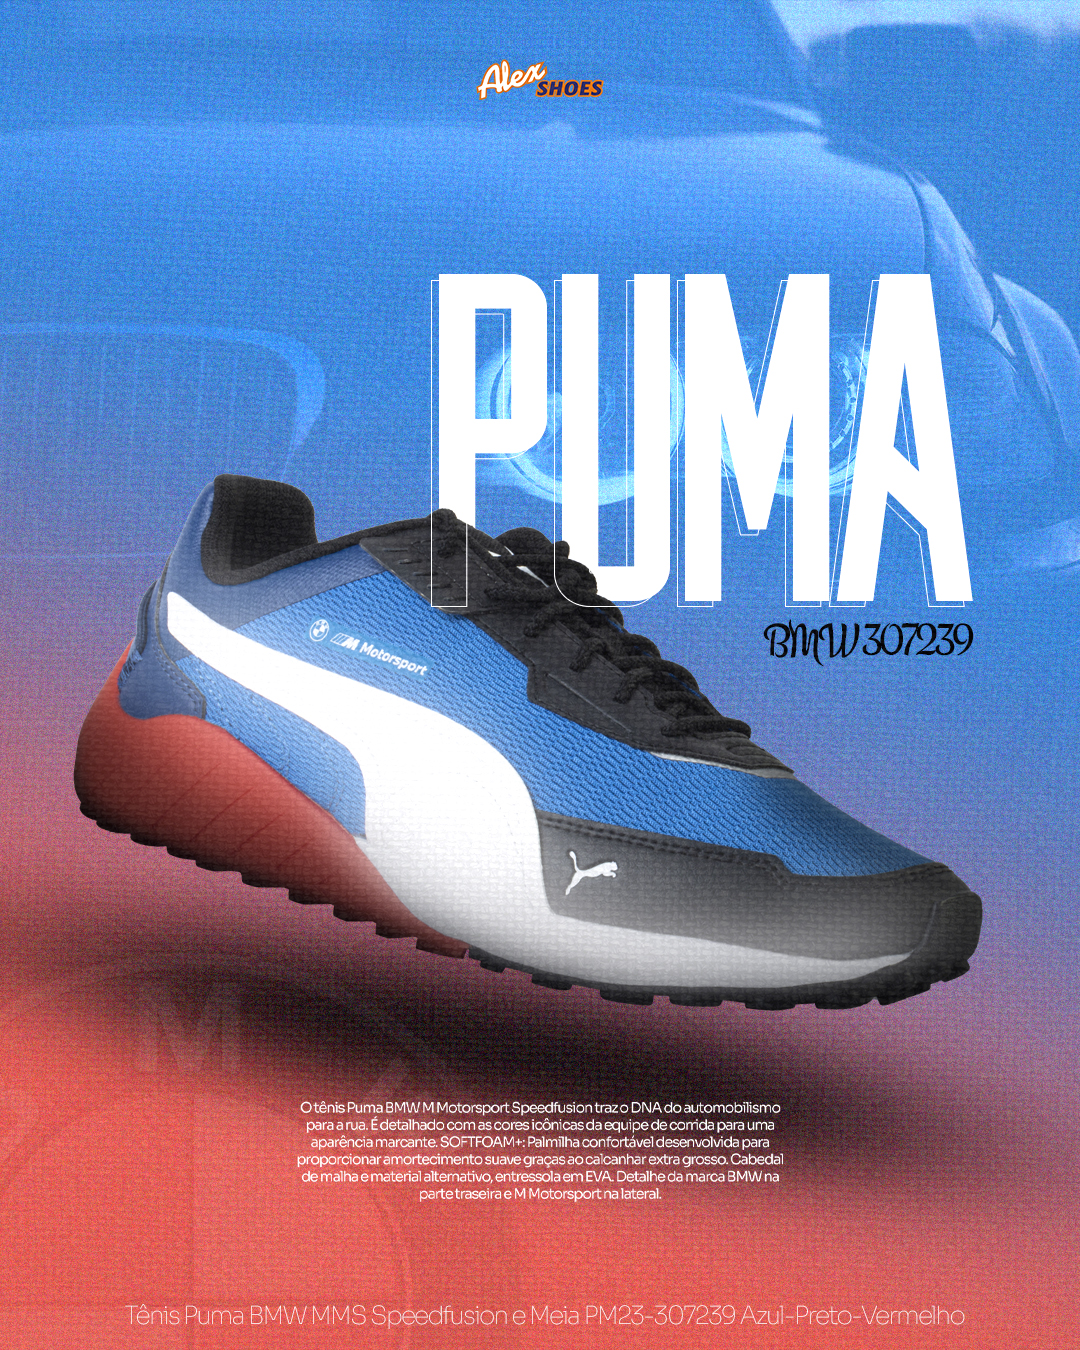 Alex
SHOES
PUMA
BMW 307239
M Motorsport
O tênis Puma BMW M Motorsport Speedfusion traz o DNA do automobilismo
para a rua. É detalhado com as cores icônicas da equipe de corrida para uma
aparência marcante. SOFTFOAM+: Palmilha confortável desenvolvida para
proporcionar amortecimento suave graças ao calcanhar extra grosso. Cabedal
de malha e material alternativo, entressola em EVA. Detalhe da marca BMW na
parte traseira e M Motorsport na lateral.
Tênis Puma BMW MMS Speedfusion e Meia PM23-307239 Azul-Preto-Vermelho